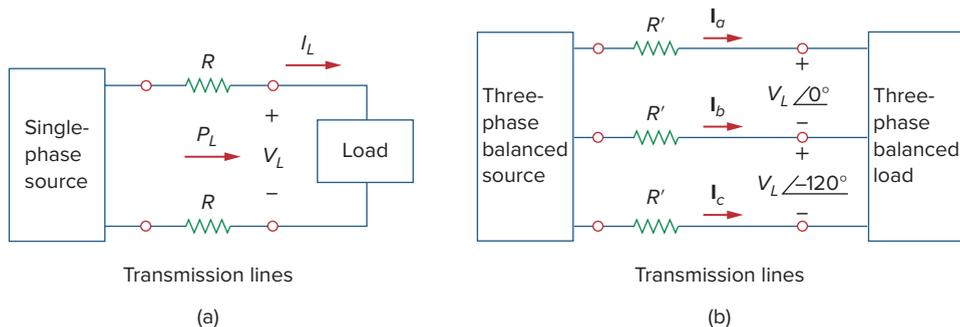 R
I_L
Single-
phase
source
P_L
+
V_L
−
Load
R
Transmission lines
(a)
R'
I_a
Three-
phase
balanced
source
+
V_L ∠0°
−
R'
I_b
+
V_L ∠−120°
−
R'
I_c
Three-
phase
balanced
load
Transmission lines
(b)